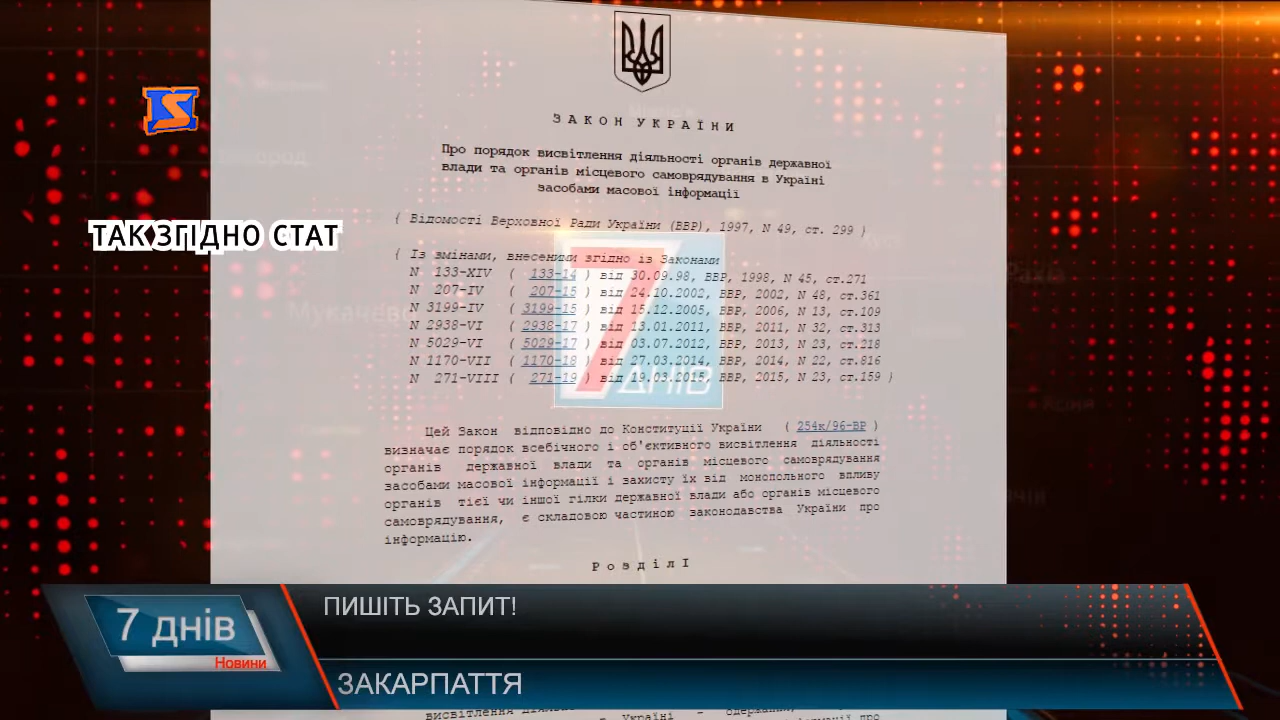 ЗАКОН УКРАЇНИ
Про порядок висвітлення діяльності органів державної
влади та органів місцевого самоврядування в Україні
засобами масової інформації
( Відомості Верховної Ради України (ВВР), 1997, N 49, ст. 299 )
ТАК ЗГІДНО СТАТ
( Із змінами, внесеними згідно із Законами
N 133-XIV ( 133-14 ) від 30.09.98, ВВР, 1998, N 45, ст.271
N 207-IV ( 207-15 ) від 24.10.2002, ВВР, 2002, N 48, ст.361
N 3199-IV ( 3199-15 ) від 15.12.2005, ВВР, 2006, N 13, ст.109
N 2938-VI ( 2938-17 ) від 13.01.2011, ВВР, 2011, N 32, ст.313
N 5029-VI ( 5029-17 ) від 03.07.2012, ВВР, 2013, N 23, ст.218
N 1170-VII ( 1170-18 ) від 27.03.2014, ВВР, 2014, N 22, ст.816
N 271-VIII ( 271-19 ) від 19.03.2015, ВВР, 2015, N 23, ст.159 )
7 ДНІВ
Мукачево
Цей Закон відповідно до Конституції України ( 254к/96-ВР )
визначає порядок всебічного і об'єктивного висвітлення діяльності
органів державної влади та органів місцевого самоврядування
засобами масової інформації і захисту їх від монопольного впливу
органів тієї чи іншої гілки державної влади або органів місцевого
самоврядування, є складовою частиною законодавства України про
інформацію.
Розділ I
7 днів
Новини
ПИШІТЬ ЗАПИТ!
ЗАКАРПАТТЯ